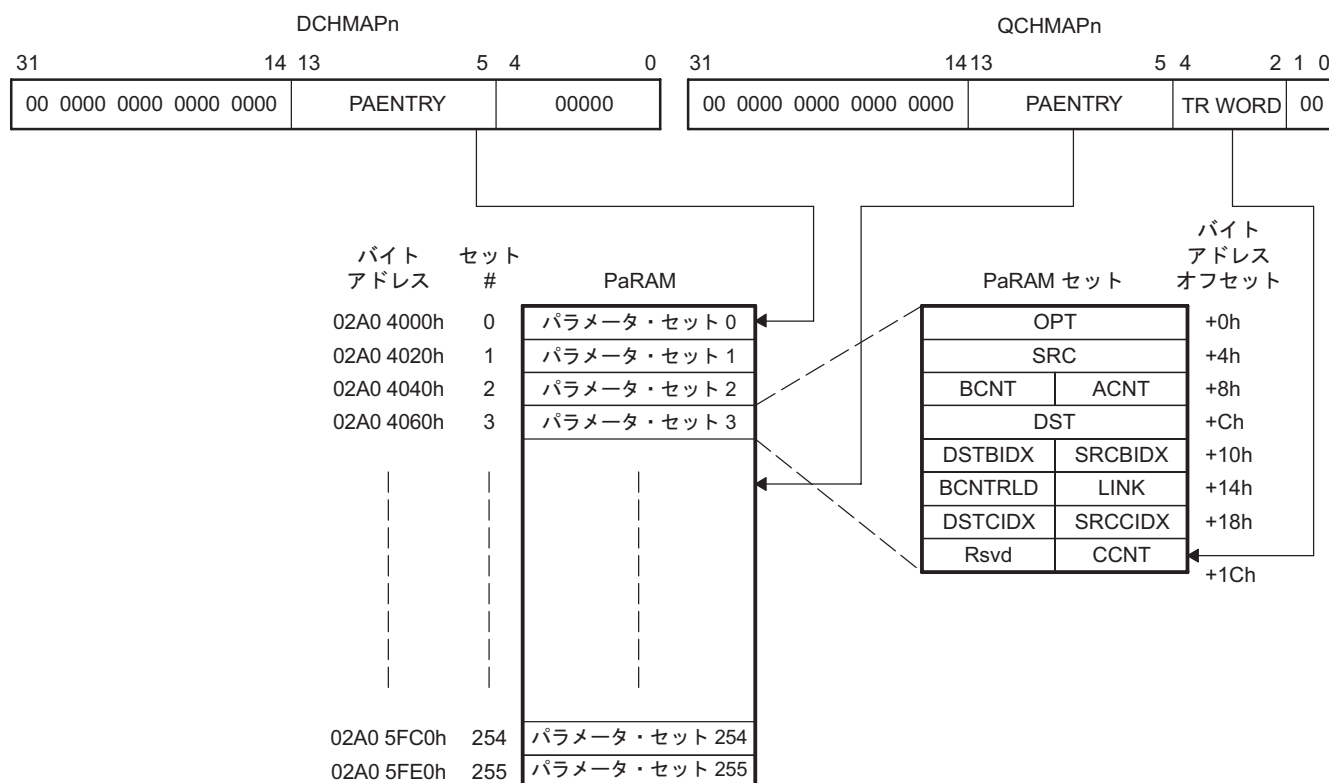 DCHMAPn
31 14 13 5 4 0
00 0000 0000 0000 0000 PAENTRY 00000
QCHMAPn
31 14 13 5 4 2 1 0
00 0000 0000 0000 0000 PAENTRY TR WORD 00
バイト
アドレス
セット
#
PaRAM
02A0 4000h 0 パラメータ・セット 0
02A0 4020h 1 パラメータ・セット 1
02A0 4040h 2 パラメータ・セット 2
02A0 4060h 3 パラメータ・セット 3
02A0 5FC0h 254 パラメータ・セット 254
02A0 5FE0h 255 パラメータ・セット 255
PaRAM セット
バイト
アドレス
オフセット
OPT +0h
SRC +4h
BCNT ACNT +8h
DST +Ch
DSTBIDX SRCBIDX +10h
BCNTRLD LINK +14h
DSTCIDX SRCCIDX +18h
Rsvd CCNT +1Ch